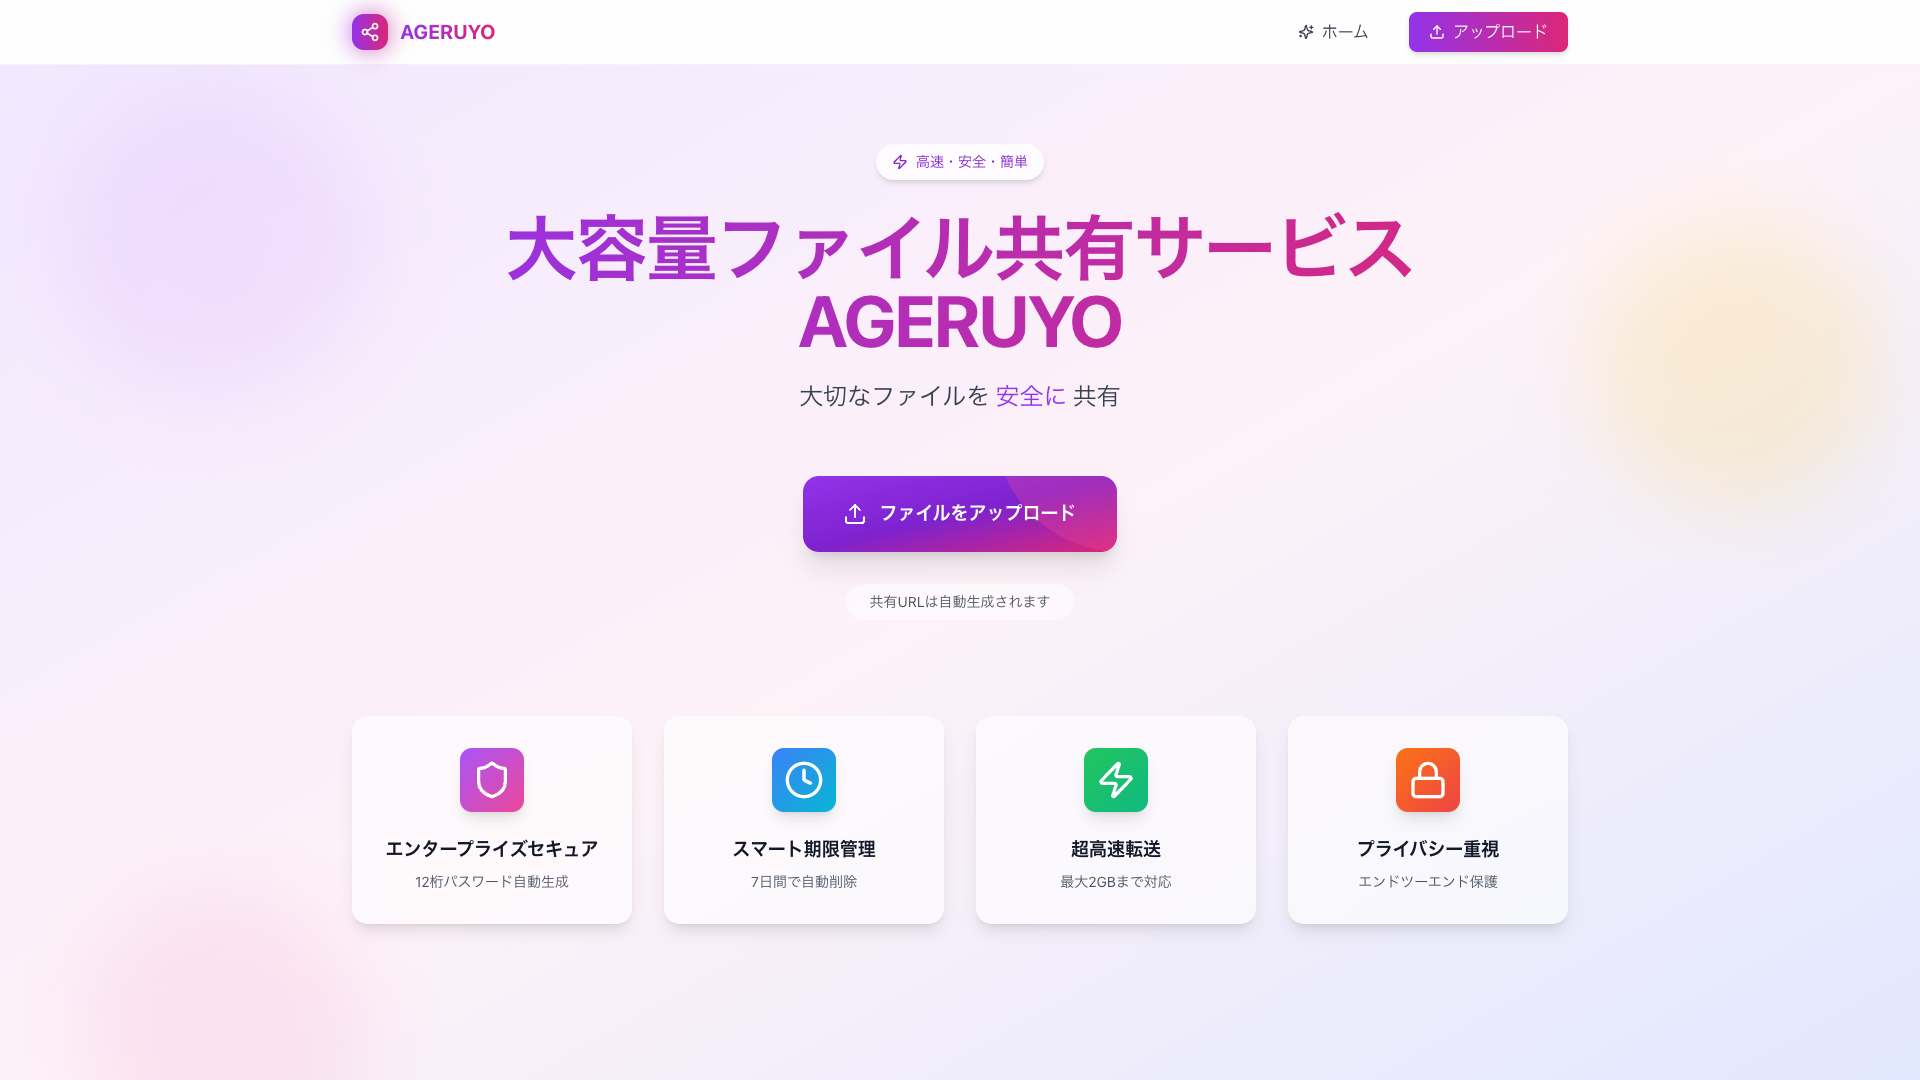 AGERUYO
ホーム
アップロード
高速・安全・簡単
大容量ファイル共有サービス
AGERUYO
大切なファイルを 安全に 共有
ファイルをアップロード
共有URLは自動生成されます
エンタープライズセキュア
12桁パスワード自動生成
スマート期限管理
7日間で自動削除
超高速転送
最大2GBまで対応
プライバシー重視
エンドツーエンド保護